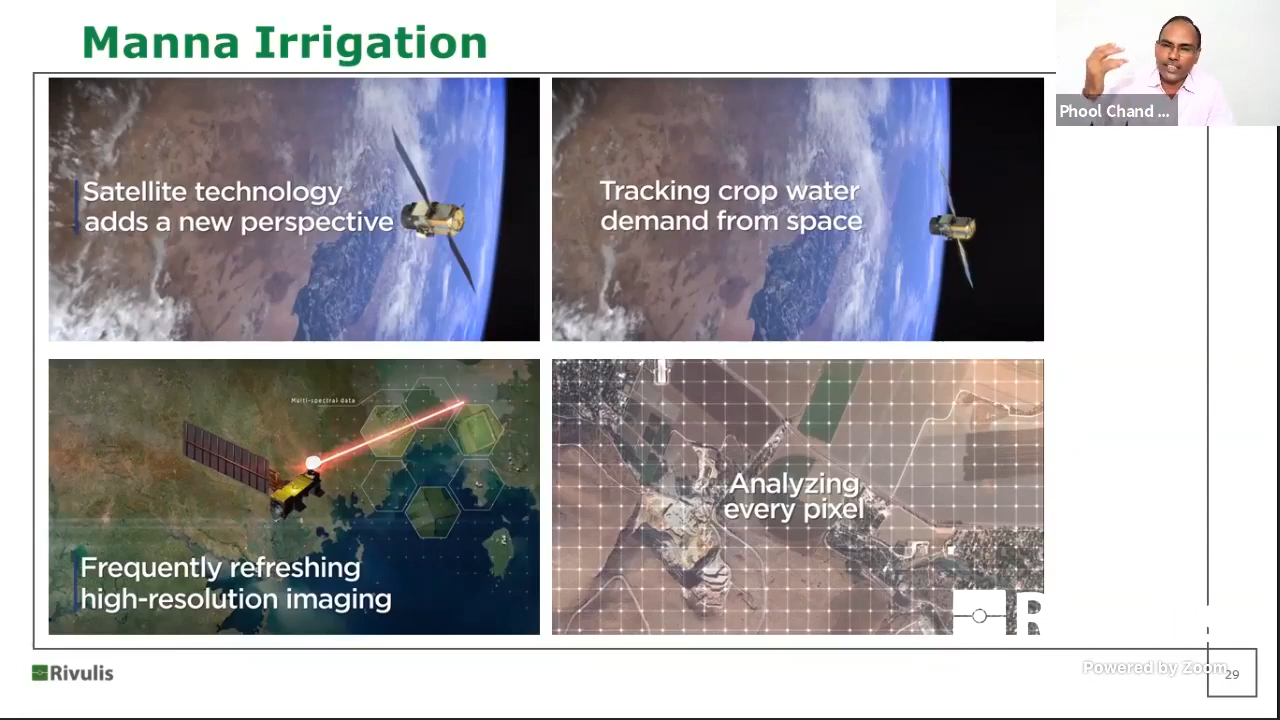 Manna Irrigation
Phool Chand ...
Satellite technology
adds a new perspective
Tracking crop water
demand from space
Multi-spectral data
Frequently refreshing
high-resolution imaging
Analyzing
every pixel
R
Rivulis
Powered by Zoom
29